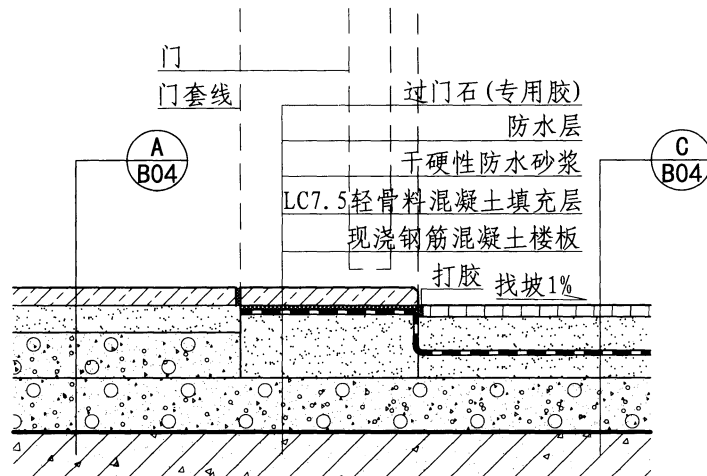 门
门套线
过门石(专用胶)
防水层
干硬性防水砂浆
LC7.5轻骨料混凝土填充层
现浇钢筋混凝土楼板
A
B04
C
B04
打胶
找坡1%